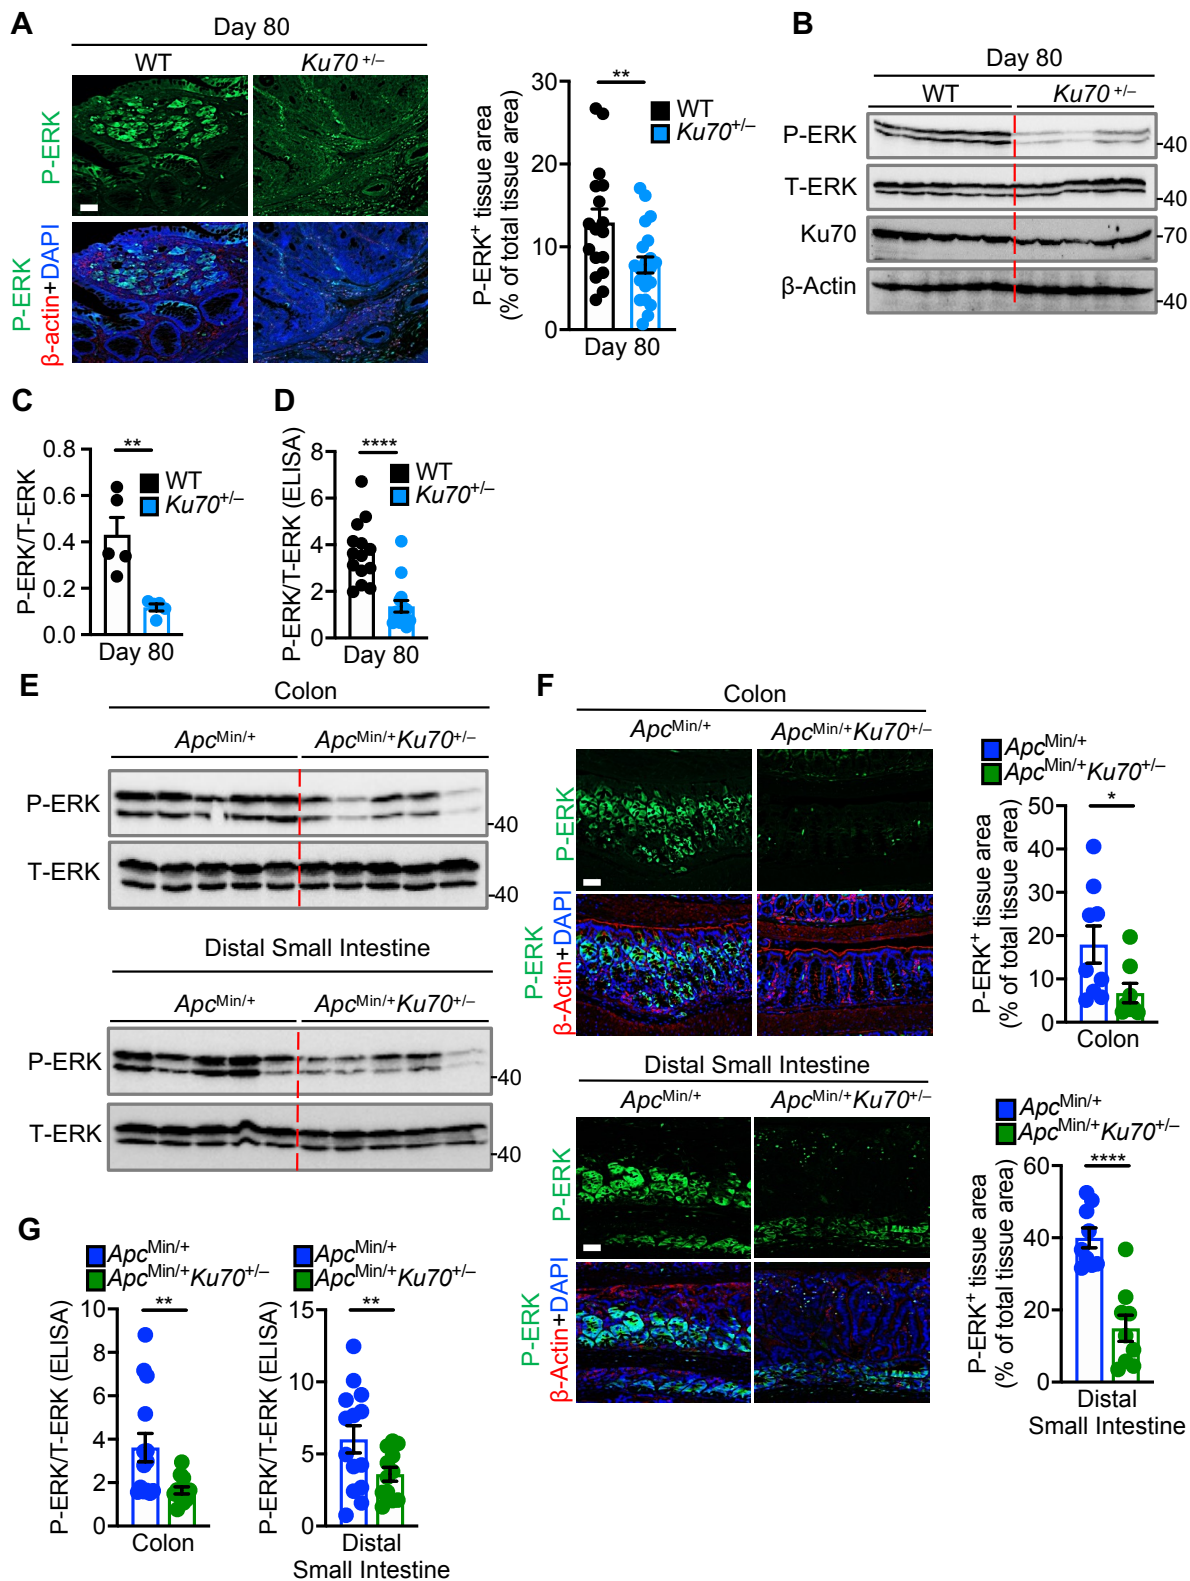 A
Day 80
WT
Ku70 +/–
P-ERK
P-ERK
β-actin+DAPI
P-ERK+ tissue area
(% of total tissue area)
30
20
10
0
**
WT
Ku70+/–
Day 80
B
Day 80
WT
Ku70 +/–
P-ERK
-40
T-ERK
-40
Ku70
-70
β-Actin
-40
C
P-ERK/T-ERK
0.8
0.6
0.4
0.2
0.0
**
WT
Ku70+/–
Day 80
D
P-ERK/T-ERK (ELISA)
8
6
4
2
0
****
WT
Ku70+/–
Day 80
E
Colon
ApcMin/+
ApcMin/+Ku70+/–
P-ERK
-40
T-ERK
-40
Distal Small Intestine
ApcMin/+
ApcMin/+Ku70+/–
P-ERK
-40
T-ERK
-40
F
Colon
ApcMin/+
ApcMin/+Ku70+/–
P-ERK
P-ERK
β-Actin+DAPI
ApcMin/+
ApcMin/+Ku70+/–
P-ERK+ tissue area
(% of total tissue area)
50
40
30
20
10
0
*
Colon
Distal Small Intestine
ApcMin/+
ApcMin/+Ku70+/–
P-ERK
P-ERK
β-Actin+DAPI
ApcMin/+
ApcMin/+Ku70+/–
P-ERK+ tissue area
(% of total tissue area)
60
40
20
0
****
Distal
Small Intestine
G
ApcMin/+
ApcMin/+Ku70+/–
P-ERK/T-ERK (ELISA)
10
8
6
4
2
0
**
Colon
ApcMin/+
ApcMin/+Ku70+/–
P-ERK/T-ERK (ELISA)
15
10
5
0
**
Distal
Small Intestine